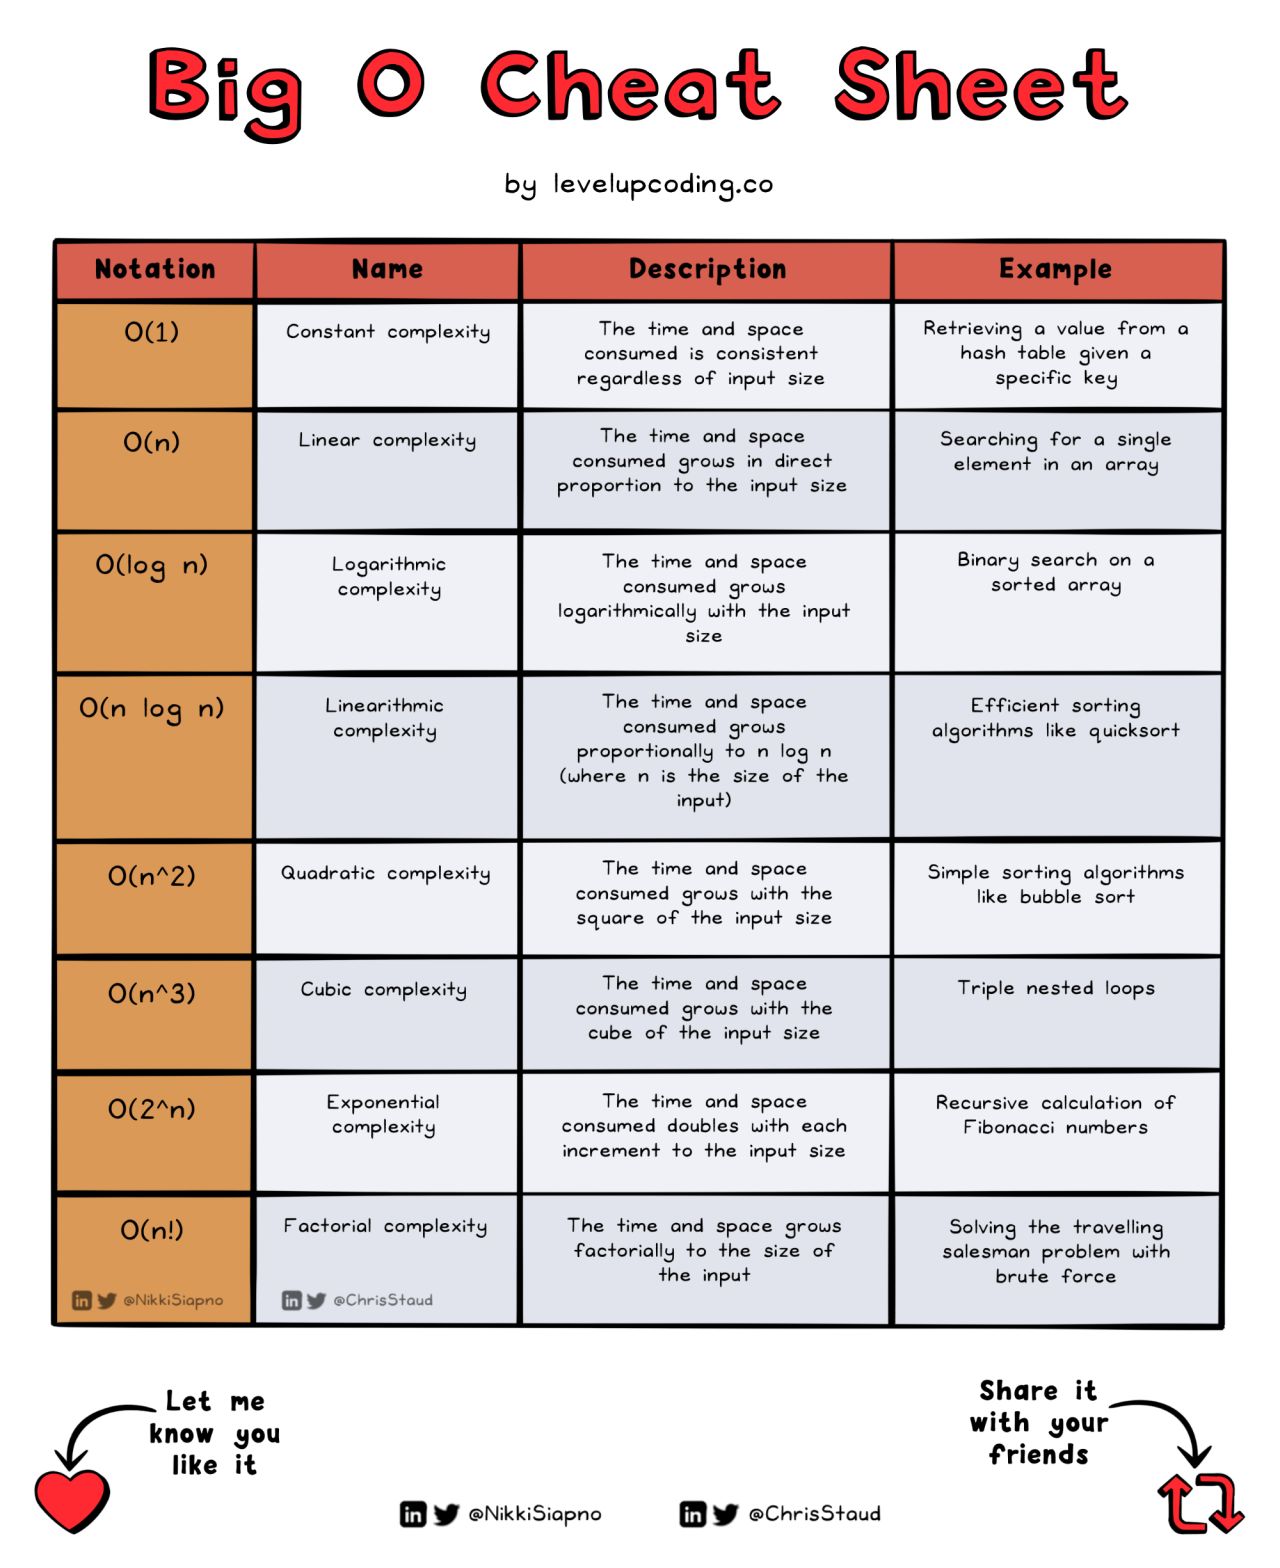 Big O Cheat Sheet
by levelupcoding.co
Notation
Name
Description
Example
O(1)
Constant complexity
The time and space
consumed is consistent
regardless of input size
Retrieving a value from a
hash table given a
specific key
O(n)
Linear complexity
The time and space
consumed grows in direct
proportion to the input size
Searching for a single
element in an array
O(log n)
Logarithmic
complexity
The time and space
consumed grows
logarithmically with the input
size
Binary search on a
sorted array
O(n log n)
Linearithmic
complexity
The time and space
consumed grows
proportionally to n log n
(where n is the size of the
input)
Efficient sorting
algorithms like quicksort
O(n^2)
Quadratic complexity
The time and space
consumed grows with the
square of the input size
Simple sorting algorithms
like bubble sort
O(n^3)
Cubic complexity
The time and space
consumed grows with the
cube of the input size
Triple nested loops
O(2^n)
Exponential
complexity
The time and space
consumed doubles with each
increment to the input size
Recursive calculation of
Fibonacci numbers
O(n!)
Factorial complexity
The time and space grows
factorially to the size of
the input
Solving the travelling
salesman problem with
brute force
in @NikkiSiapno
in @ChrisStaud
Let me
know you
like it
Share it
with your
friends
in @NikkiSiapno
in @ChrisStaud